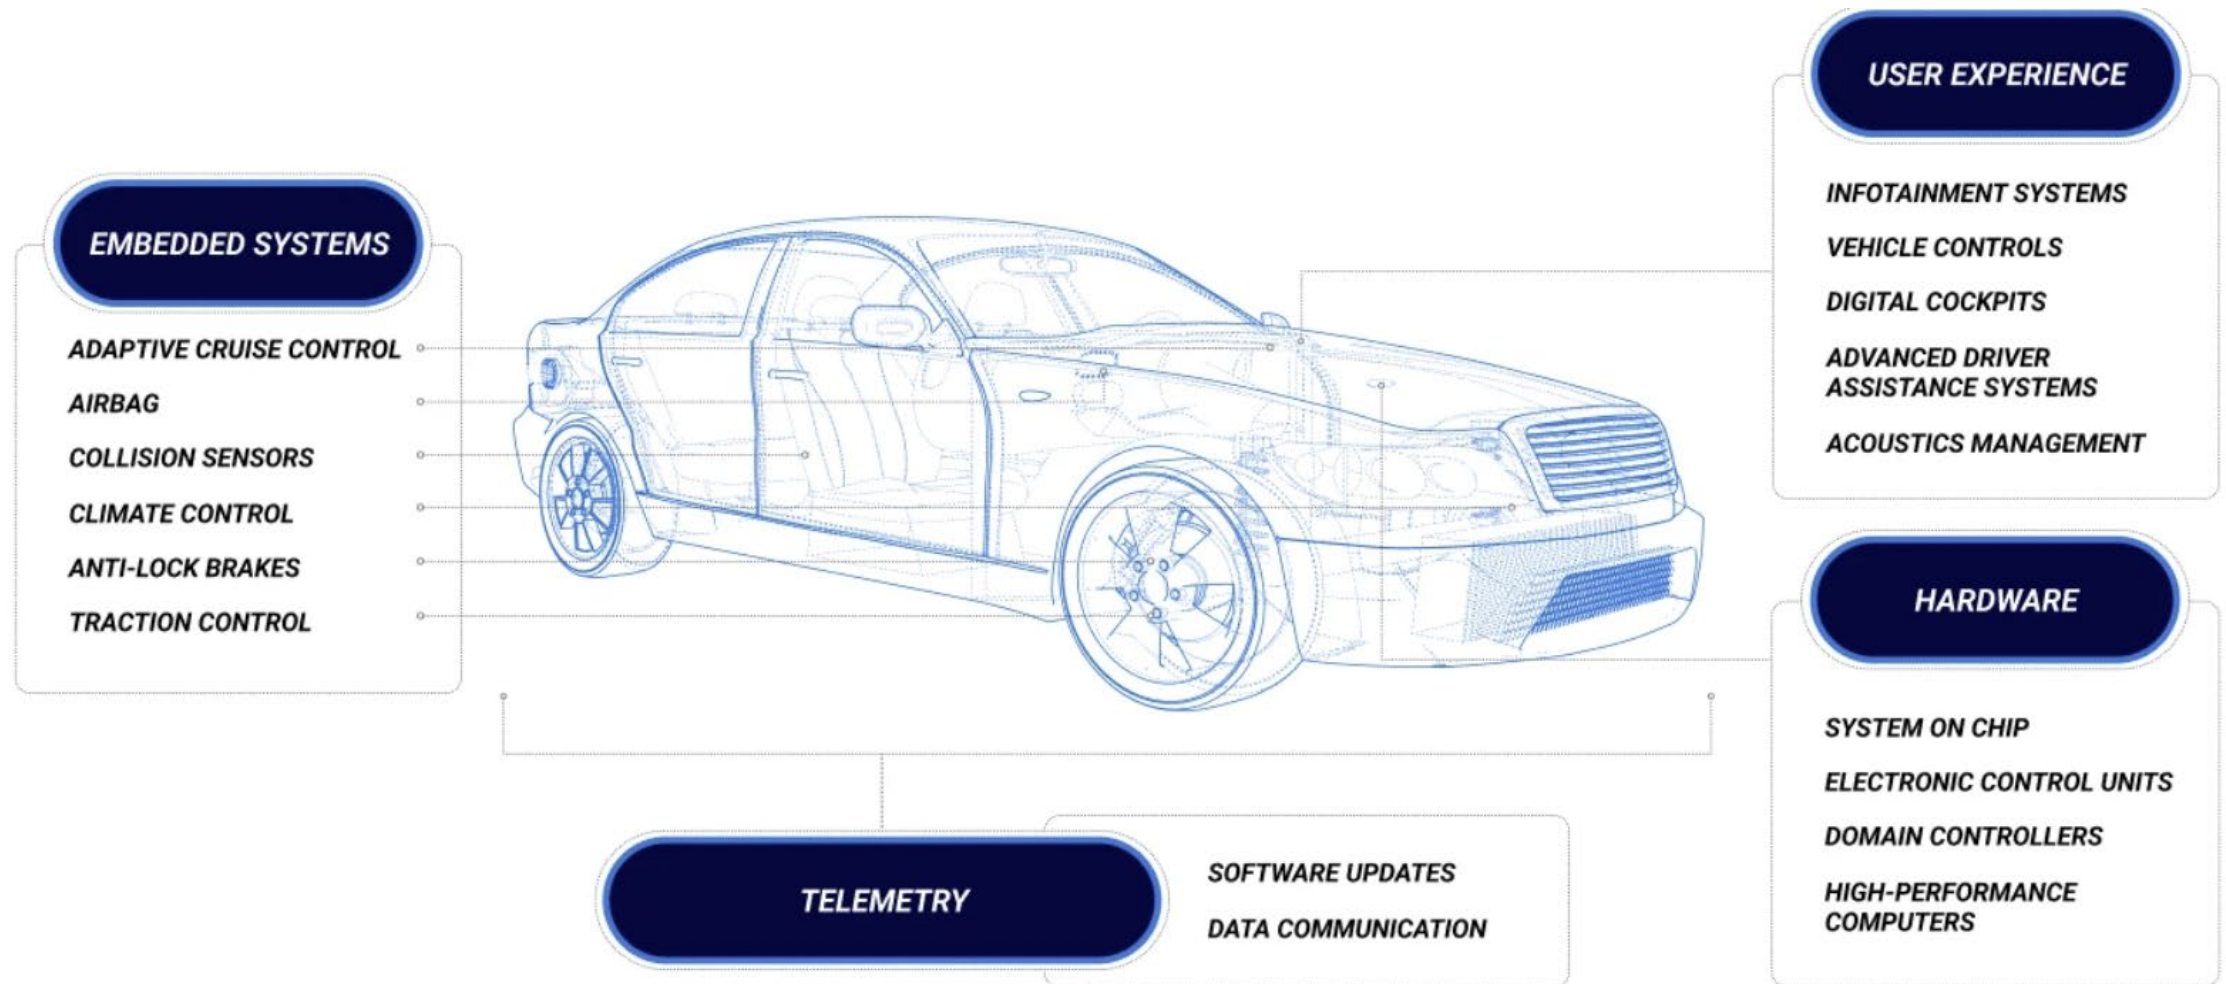 EMBEDDED SYSTEMS
ADAPTIVE CRUISE CONTROL
AIRBAG
COLLISION SENSORS
CLIMATE CONTROL
ANTI-LOCK BRAKES
TRACTION CONTROL
USER EXPERIENCE
INFOTAINMENT SYSTEMS
VEHICLE CONTROLS
DIGITAL COCKPITS
ADVANCED DRIVER
ASSISTANCE SYSTEMS
ACOUSTICS MANAGEMENT
HARDWARE
SYSTEM ON CHIP
ELECTRONIC CONTROL UNITS
DOMAIN CONTROLLERS
HIGH-PERFORMANCE
COMPUTERS
TELEMETRY
SOFTWARE UPDATES
DATA COMMUNICATION